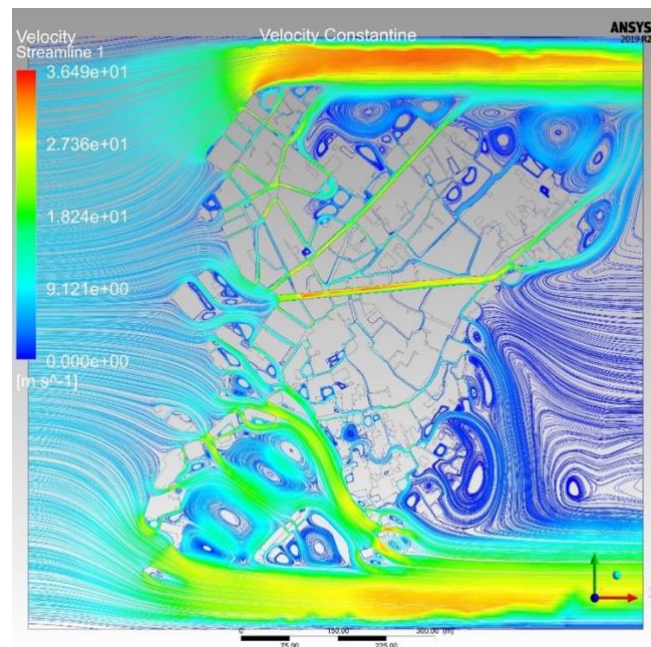 Velocity
Streamline 1
Velocity Constantine
ANSYS
2019 R2
3.649e+01
2.736e+01
1.824e+01
9.121e+00
0.000e+00
[m s^-1]
0 150.00 300.00 (m)
75.00 225.00